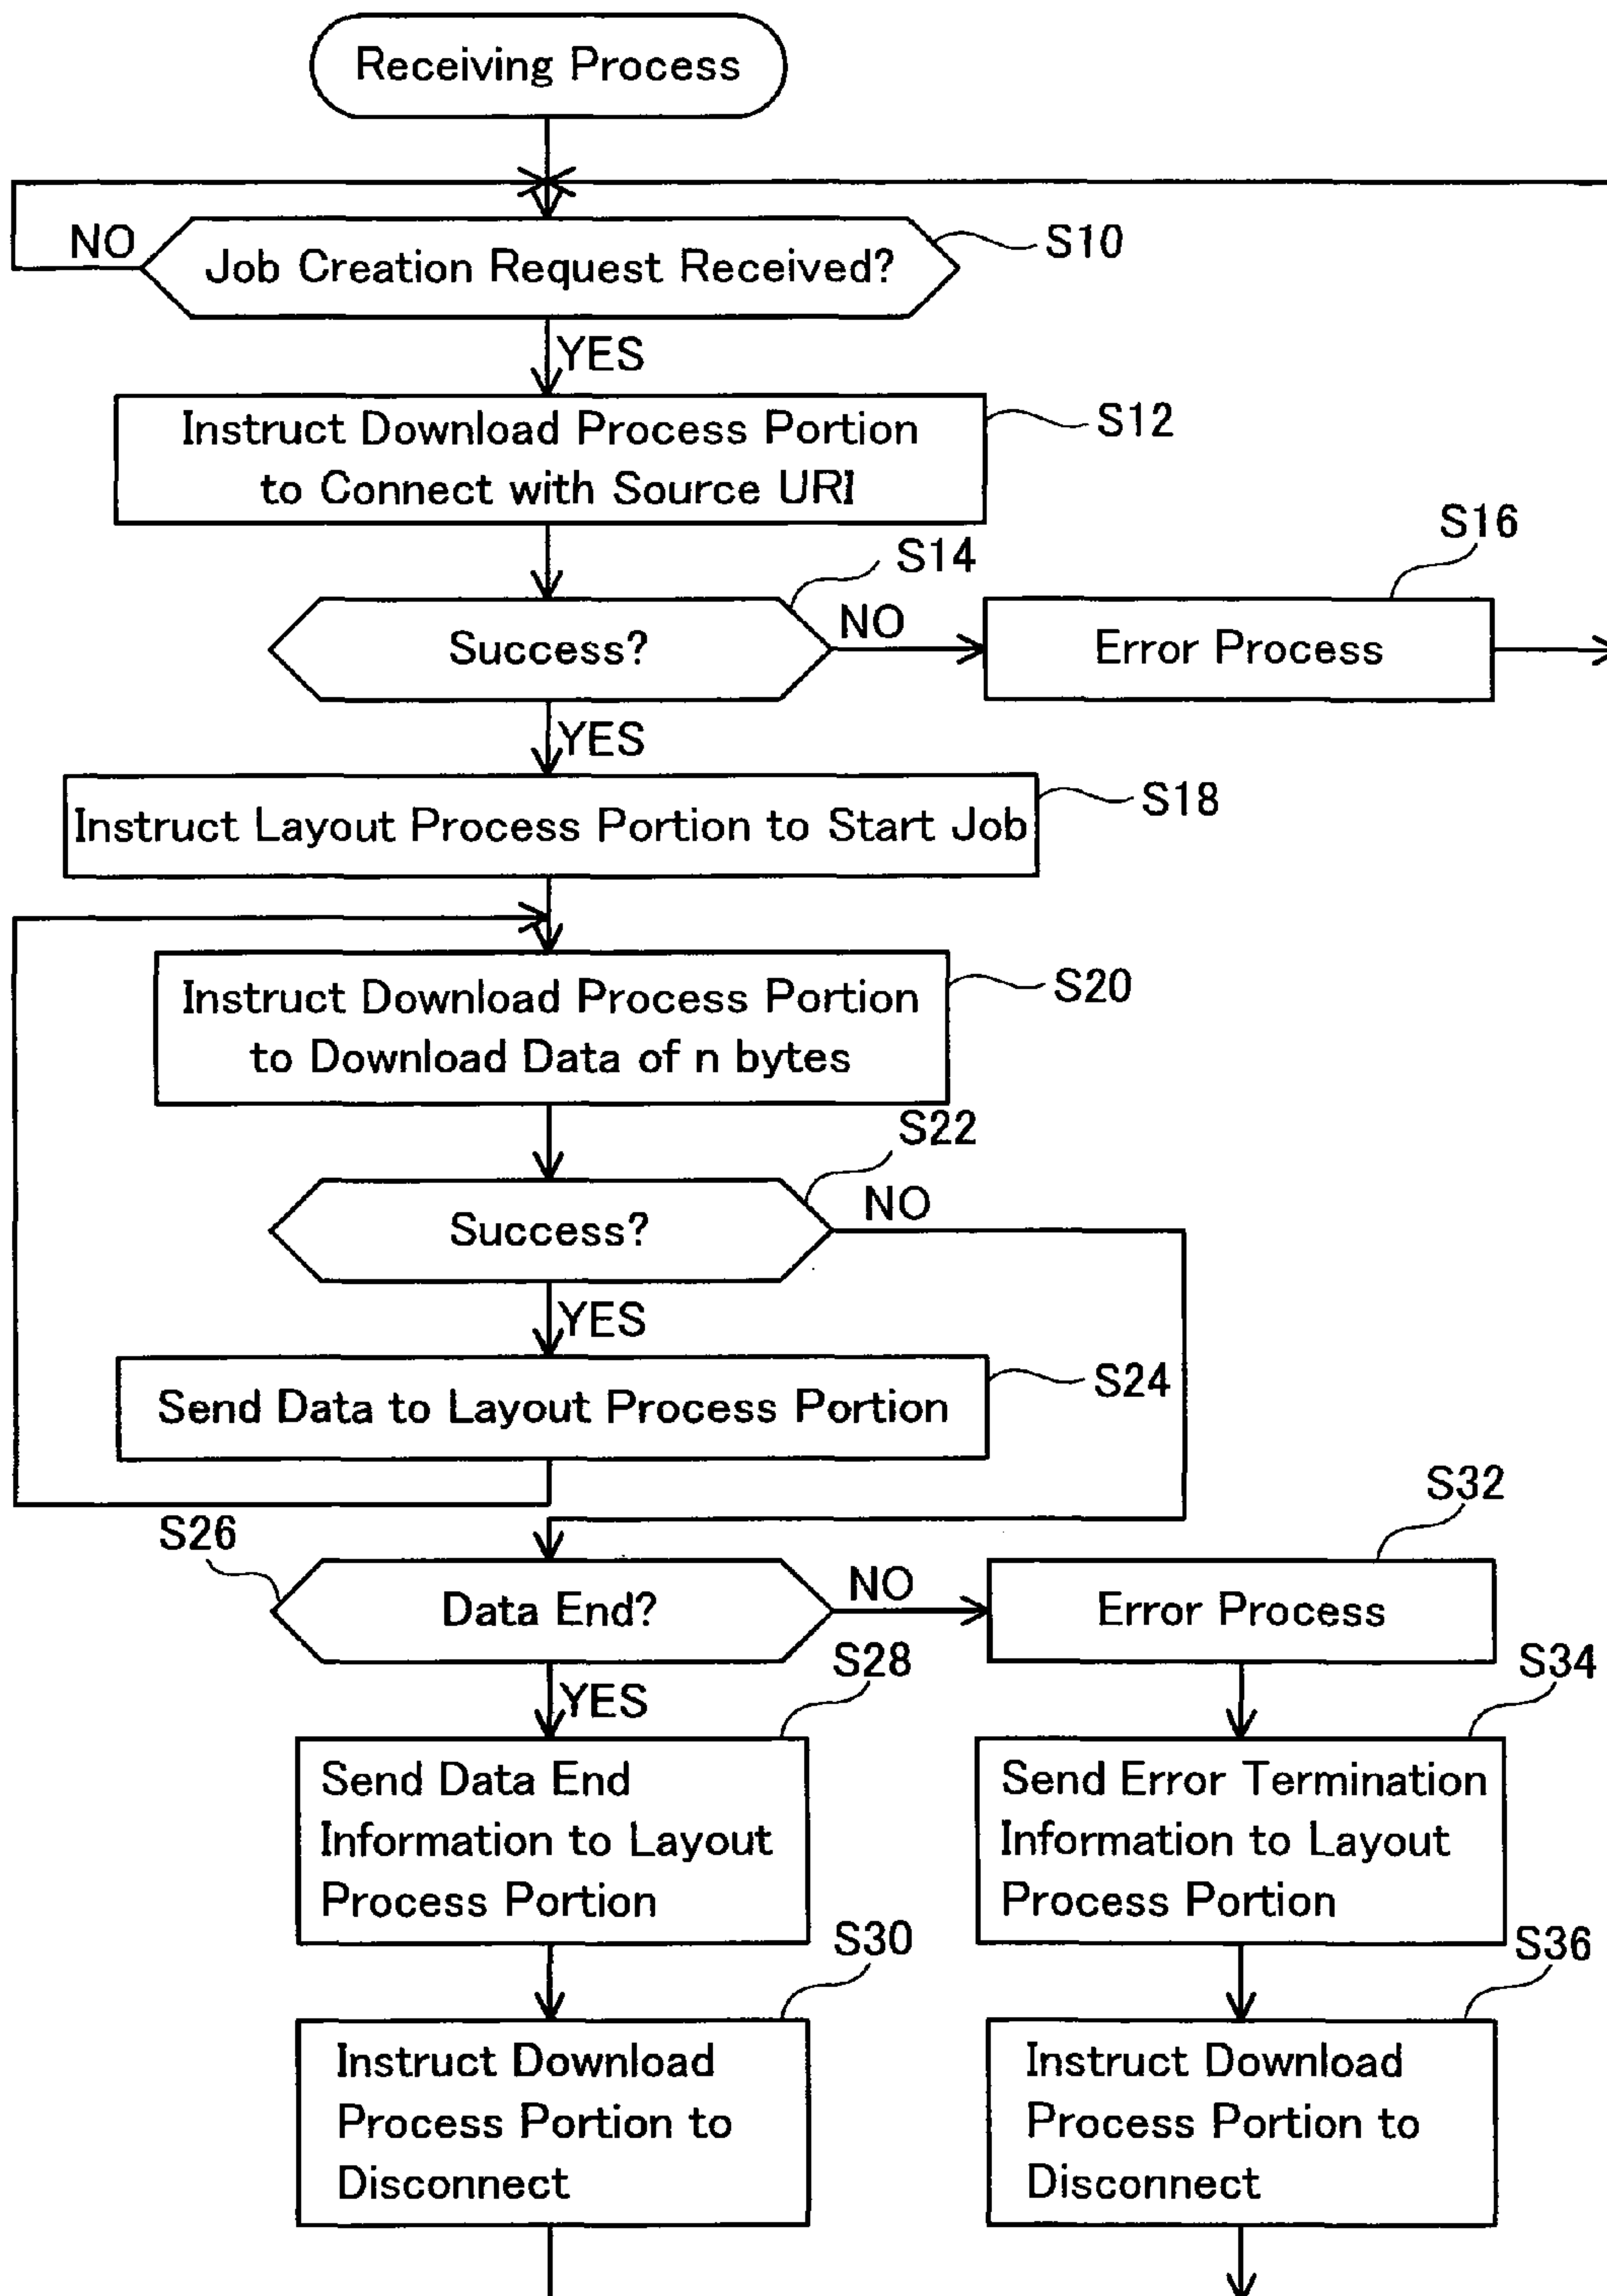 Receiving Process
NO
Job Creation Request Received?
S10
YES
Instruct Download Process Portion
to Connect with Source URI
S12
S14
S16
Success?
NO
Error Process
YES
Instruct Layout Process Portion to Start Job
S18
Instruct Download Process Portion
to Download Data of n bytes
S20
S22
Success?
NO
YES
Send Data to Layout Process Portion
S24
S32
S26
Data End?
NO
Error Process
YES
S28
S34
Send Data End
Information to Layout
Process Portion
Send Error Termination
Information to Layout
Process Portion
S30
S36
Instruct Download
Process Portion to
Disconnect
Instruct Download
Process Portion to
Disconnect